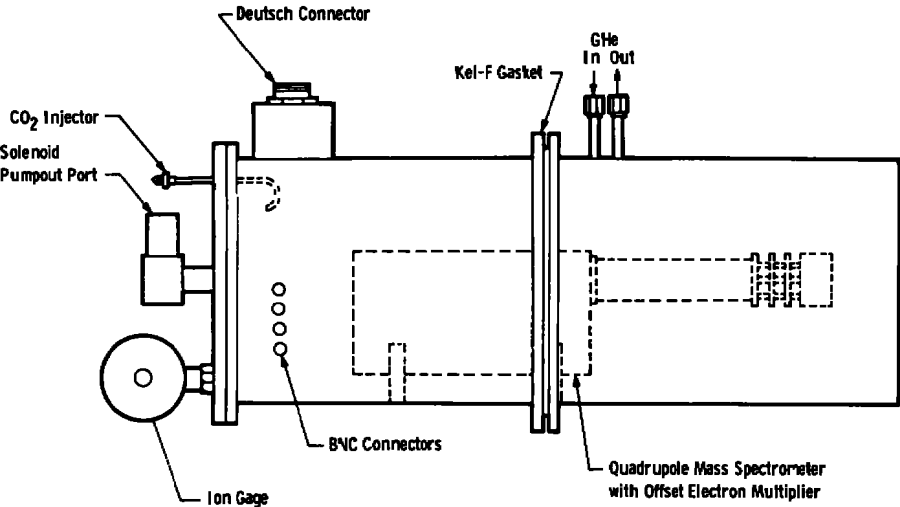 Deutsch Connector
GHe
In Out
Kel-F Gasket
CO₂ Injector
Solenoid
Pumpout Port
BNC Connectors
Quadrupole Mass Spectrometer
with Offset Electron Multiplier
Ion Gage